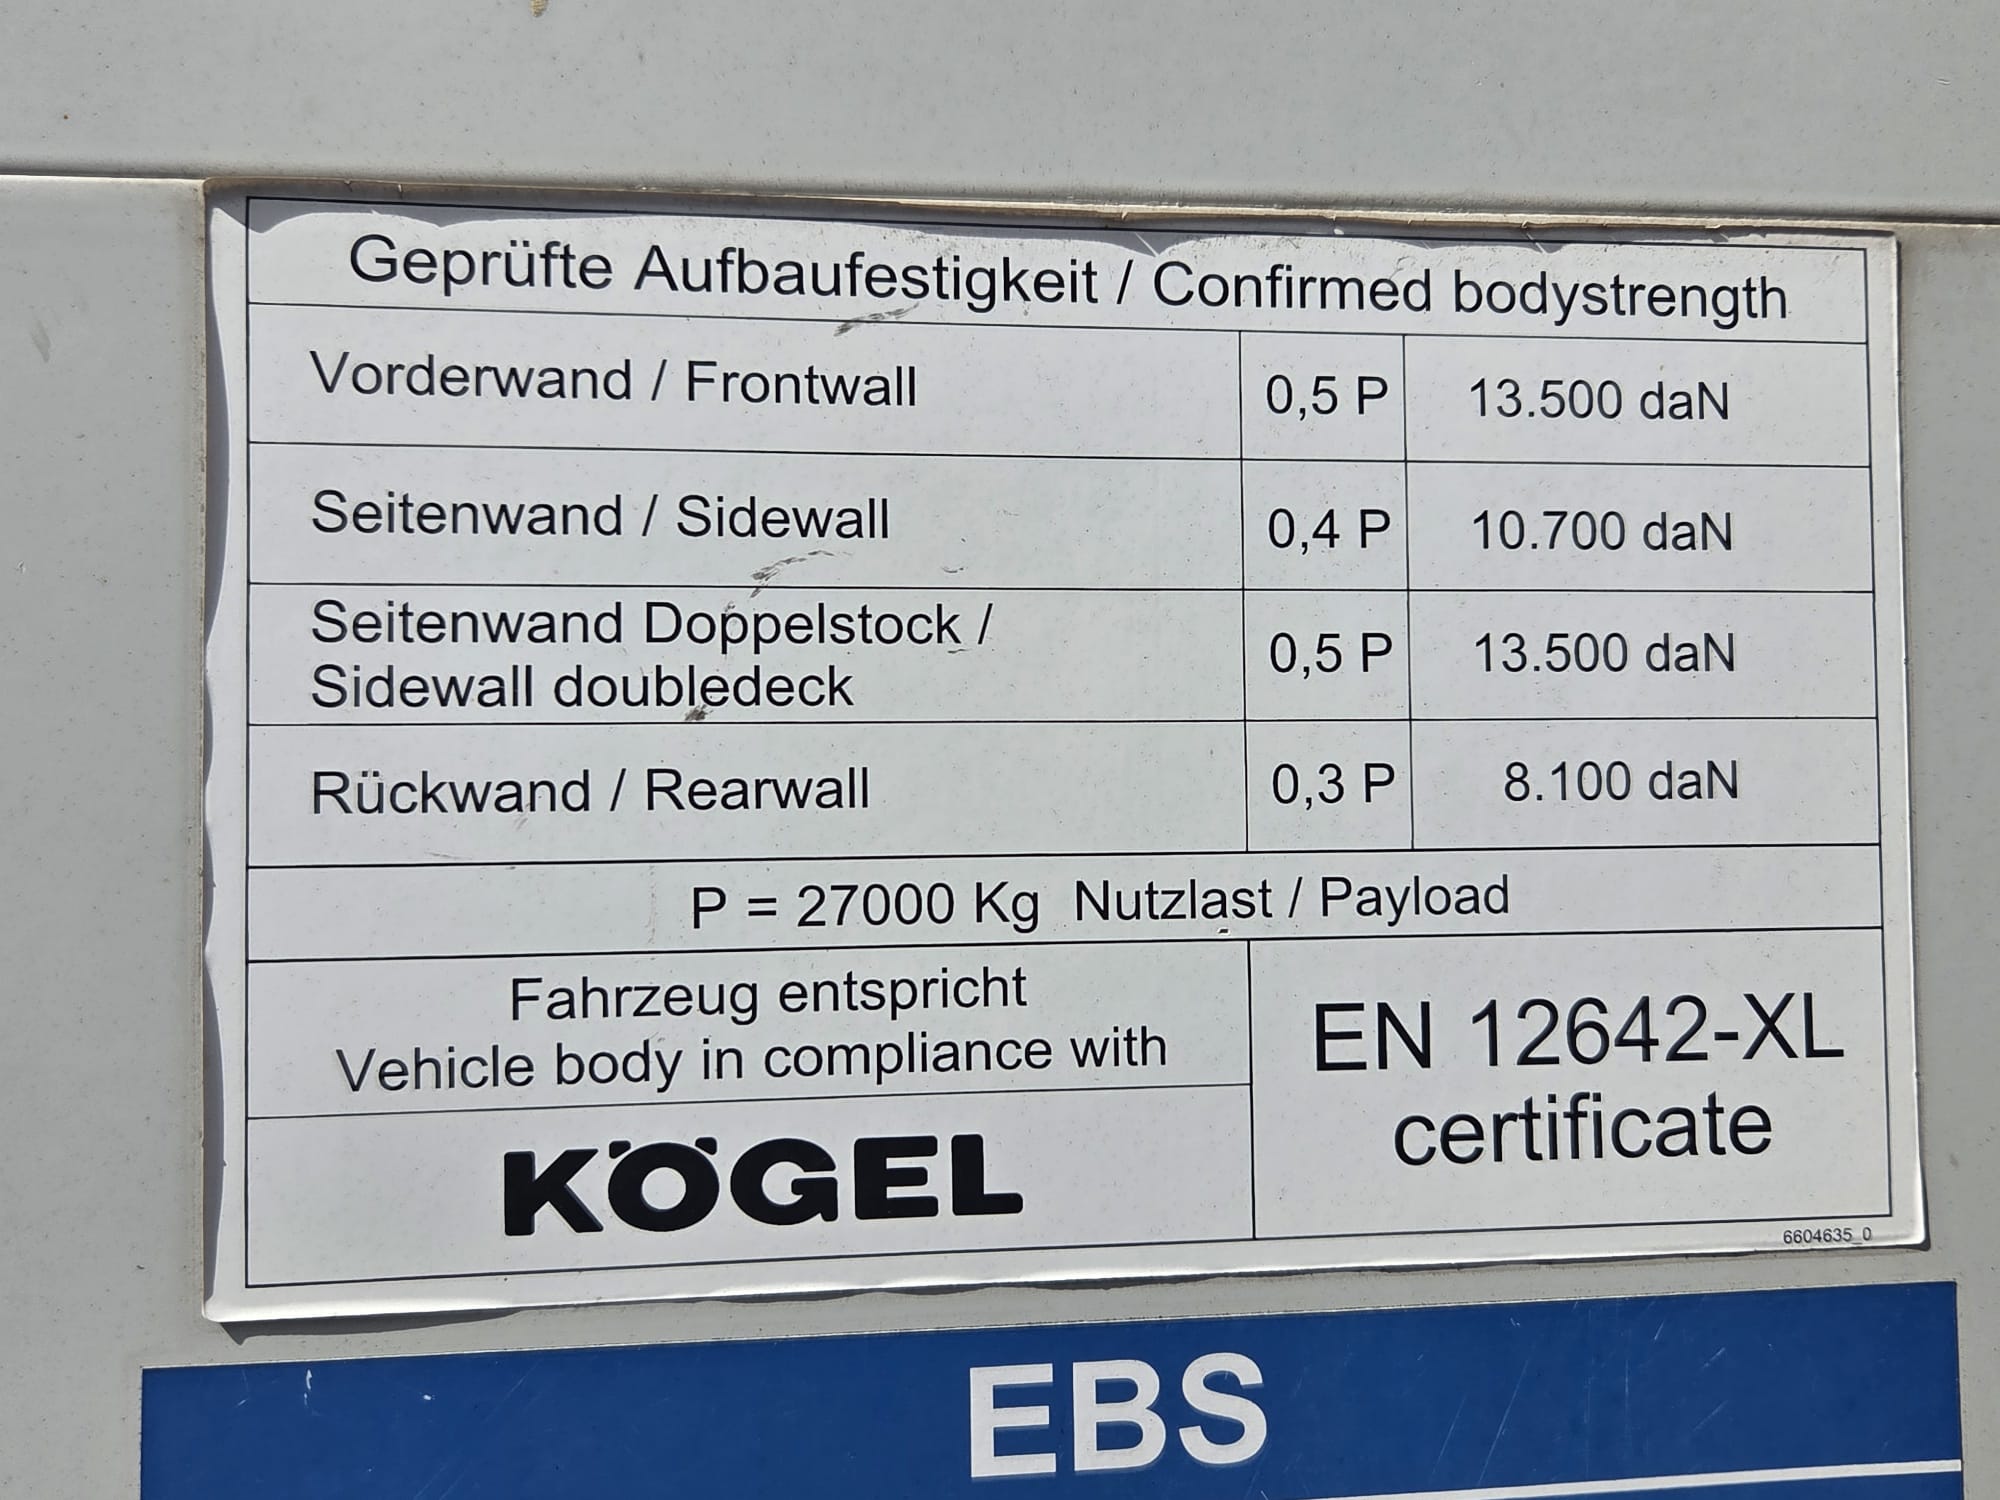 Geprüfte Aufbaufestigkeit / Confirmed bodystrength
Vorderwand / Frontwall 0,5 P 13.500 daN
Seitenwand / Sidewall 0,4 P 10.700 daN
Seitenwand Doppelstock /
Sidewall doubledeck 0,5 P 13.500 daN
Rückwand / Rearwall 0,3 P 8.100 daN
P = 27000 Kg Nutzlast / Payload
Fahrzeug entspricht
Vehicle body in compliance with
EN 12642-XL
certificate
KÖGEL
6604635_0
EBS